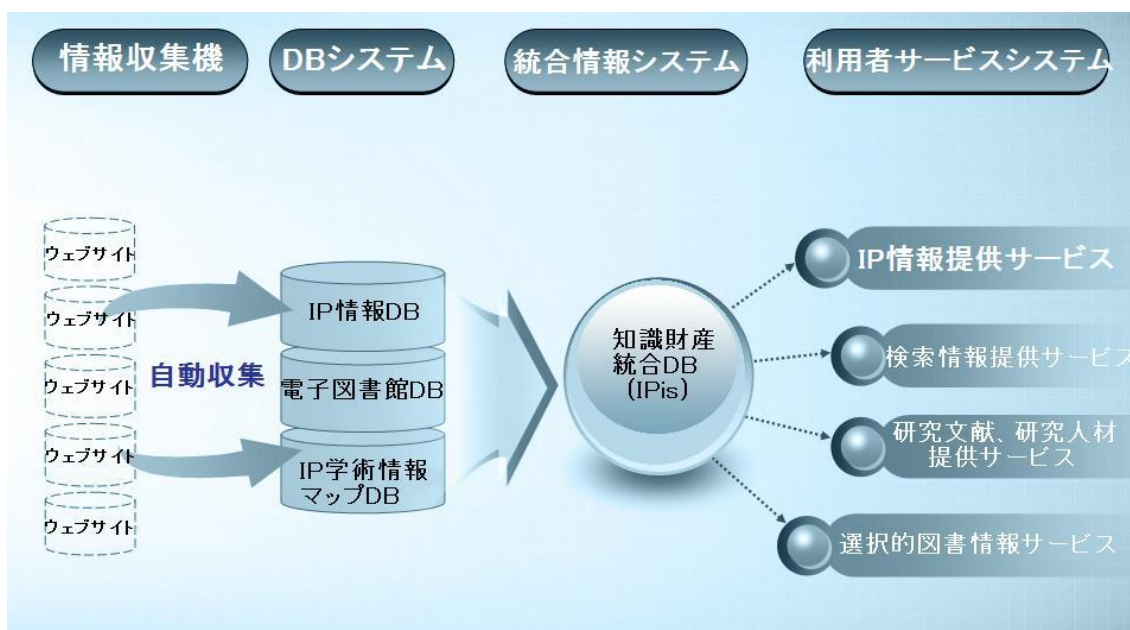 情報収集機
DBシステム
統合情報システム
利用者サービスシステム
ウェブサイト
ウェブサイト
ウェブサイト
ウェブサイト
ウェブサイト
自動収集
IP情報DB
電子図書館DB
IP学術情報
マップDB
知識財産
統合DB
(IPis)
IP情報提供サービス
検索情報提供サービス
研究文献、研究人材
提供サービス
選択的図書情報サービス